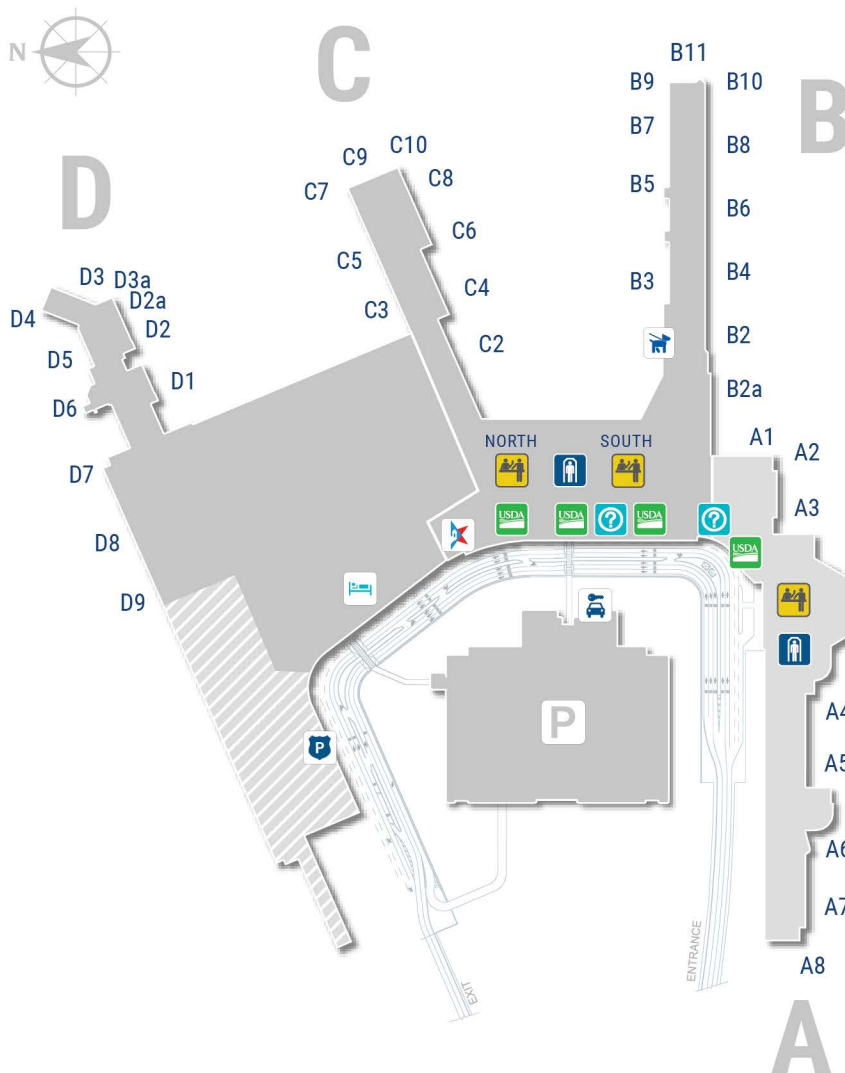 B11
N
C
B9
B10
B
B7
B8
C10
C9
C8
C7
B5
D
B6
C6
C5
B4
D3
D3a
B3
C4
D2a
C3
D4
D2
B2
C2
D5
D1
B2a
D6
NORTH
SOUTH
A1
A2
D7
A3
USDA
USDA
?
USDA
?
D8
USDA
D9
A4
P
P
A5
A6
A7
ENTRANCE
A8
EXIT
A